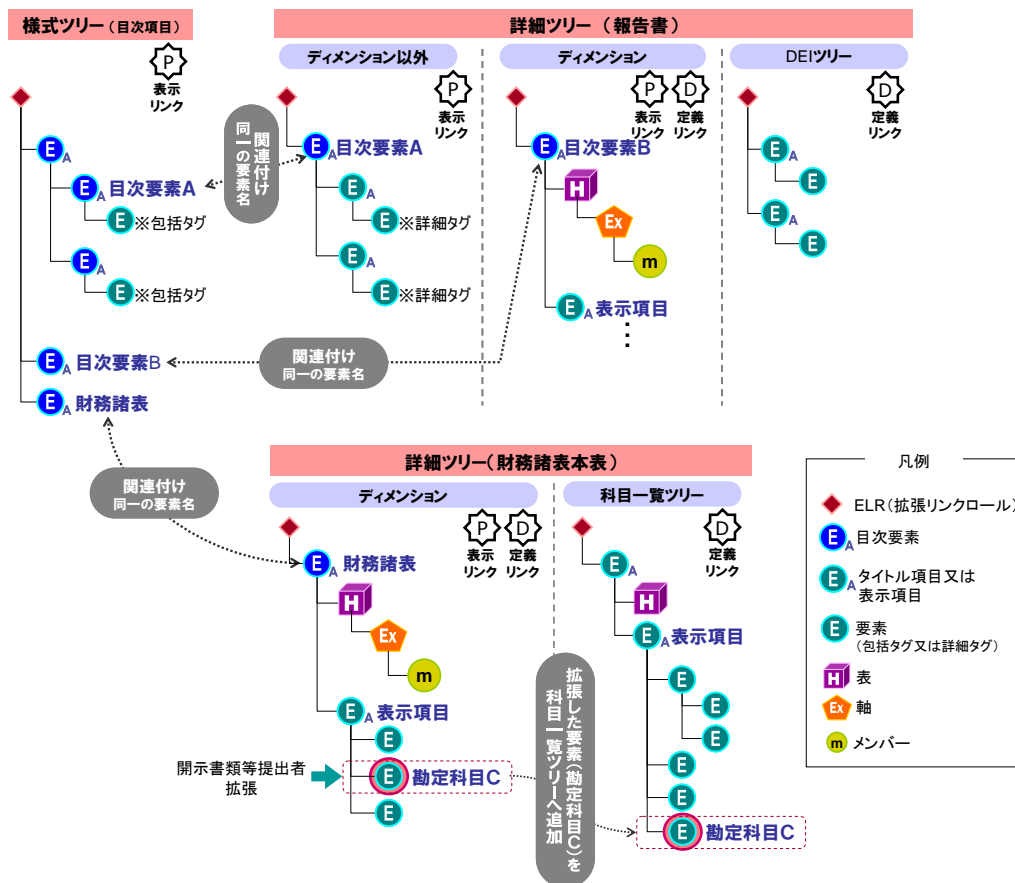 様式ツリー(目次項目)
P
表示
リンク
E
A
E
A
目次要素A
E
※包括タグ
E
A
E
※包括タグ
E
A
目次要素B
E
A
財務諸表
関連付け
同一の要素名
関連付け
同一の要素名
関連付け
同一の要素名
詳細ツリー(報告書)
ディメンション以外
P
表示
リンク
E
A
目次要素A
E
A
E
※詳細タグ
E
A
E
※詳細タグ
ディメンション
P
表示
リンク
D
定義
リンク
E
A
目次要素B
H
Ex
m
E
A
表示項目
DEIツリー
D
定義
リンク
E
A
E
E
A
E
詳細ツリー(財務諸表本表)
ディメンション
P
表示
リンク
D
定義
リンク
E
A
財務諸表
H
Ex
m
E
A
表示項目
E
開示書類等提出者
拡張
E
勘定科目C
E
拡張した要素(勘定科目C)を
科目一覧ツリーへ追加
科目一覧ツリー
D
定義
リンク
E
A
H
E
A
表示項目
E
E
E
E
E
E
勘定科目C
凡例
ELR(拡張リンクロール)
E
A
目次要素
E
A
タイトル項目又は
表示項目
E
要素
(包括タグ又は詳細タグ)
H
表
Ex
軸
m
メンバー